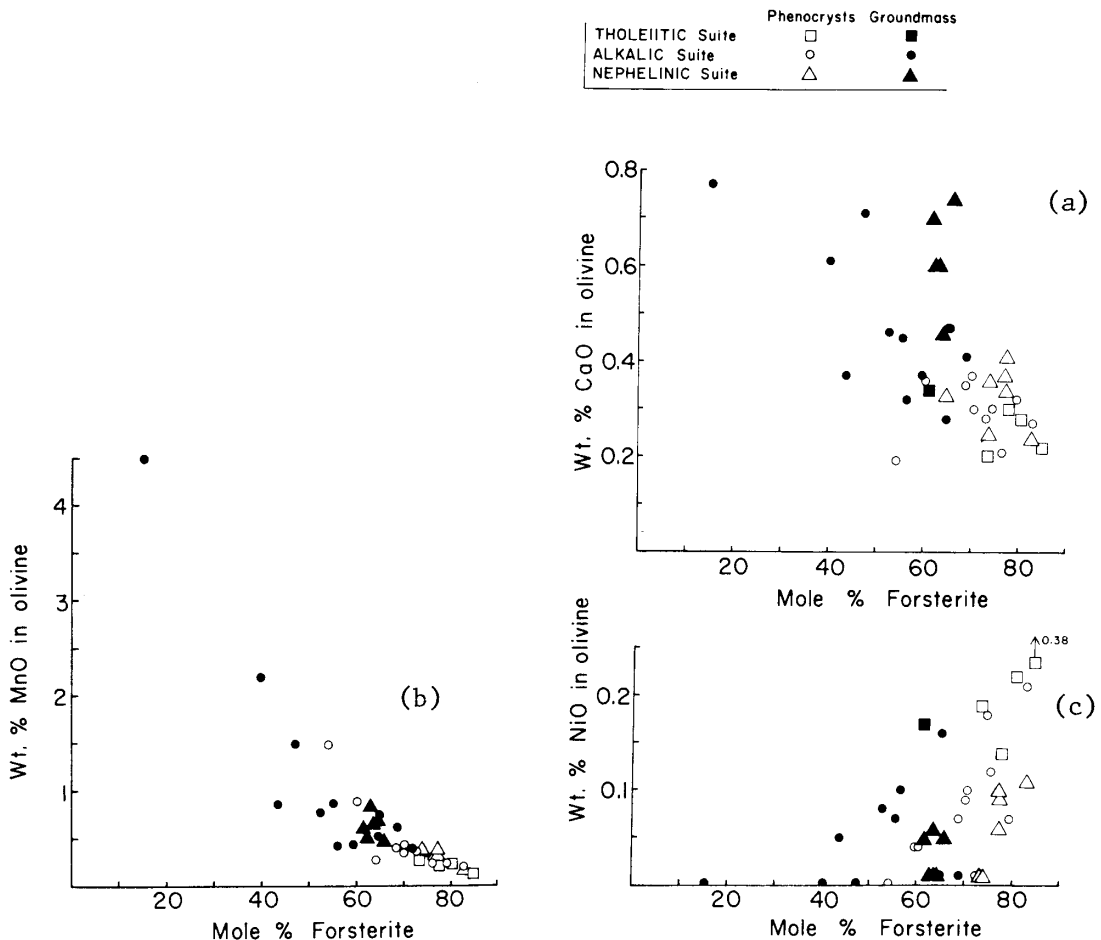 Phenocrysts Groundmass
THOLEIITIC Suite
ALKALIC Suite
NEPHELINIC Suite
(a)
Wt. % CaO in olivine
0.8
0.6
0.4
0.2
20 40 60 80
Mole % Forsterite
(b)
Wt. % MnO in olivine
4
3
2
1
20 40 60 80
Mole % Forsterite
(c)
Wt. % NiO in olivine
0.38
0.2
0.1
20 40 60 80
Mole % Forsterite